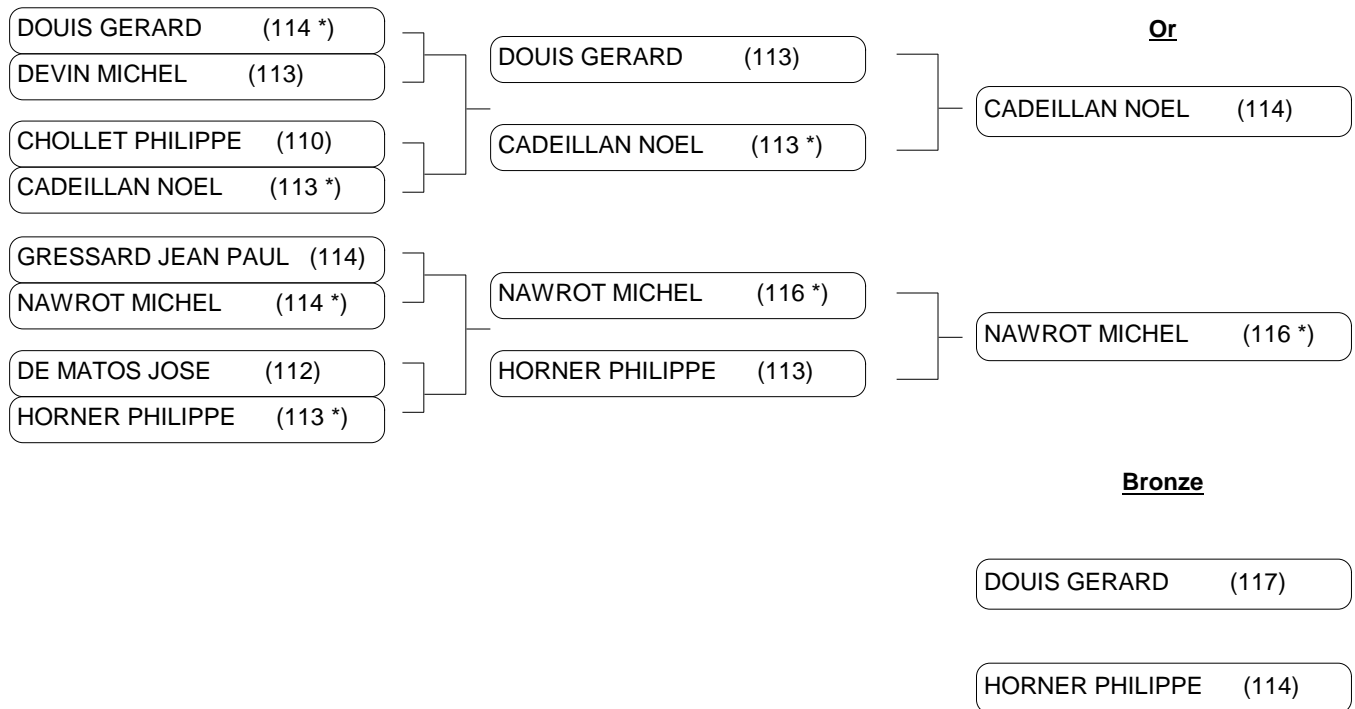 DOUIS GERARD (114 *)
DEVIN MICHEL (113)
CHOLLET PHILIPPE (110)
CADEILLAN NOEL (113 *)
GRESSARD JEAN PAUL (114)
NAWROT MICHEL (114 *)
DE MATOS JOSE (112)
HORNER PHILIPPE (113 *)
DOUIS GERARD (113)
CADEILLAN NOEL (113 *)
NAWROT MICHEL (116 *)
HORNER PHILIPPE (113)
Or
CADEILLAN NOEL (114)
NAWROT MICHEL (116 *)
Bronze
DOUIS GERARD (117)
HORNER PHILIPPE (114)